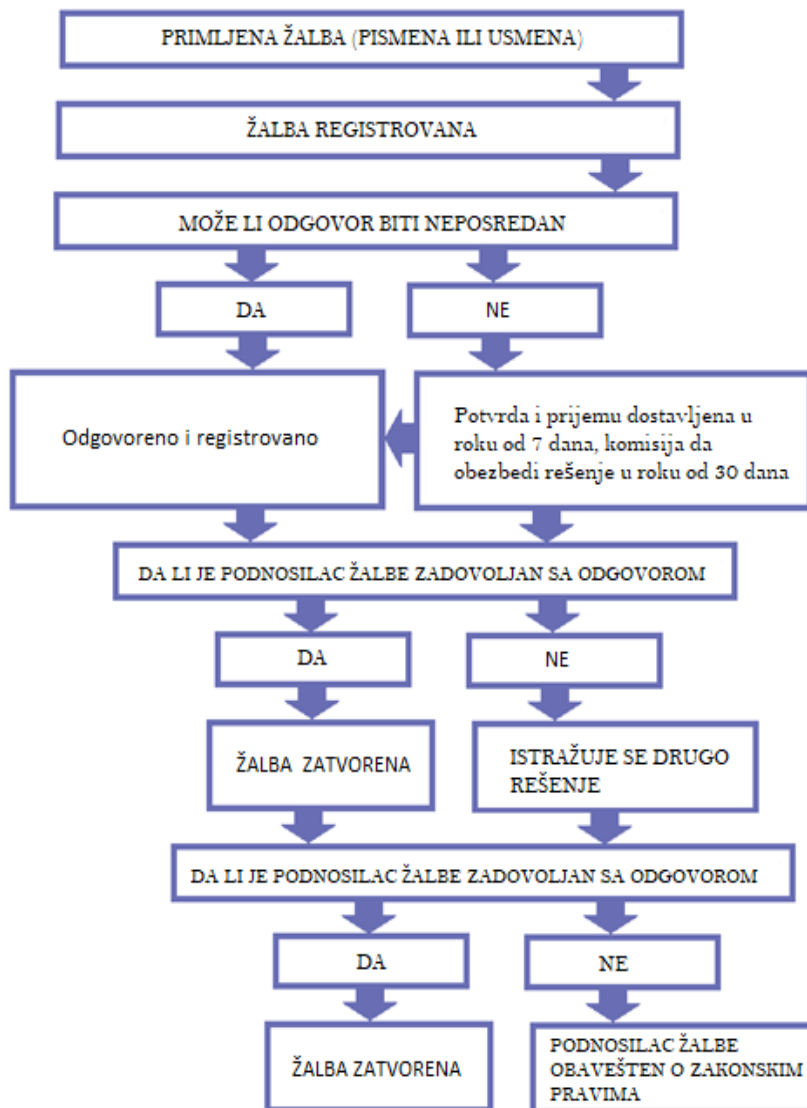 PRIMLJENA ŽALBA (PISMENA ILI USMENA)
ŽALBA REGISTROVANA
MOŽE LI ODGOVOR BITI NEPOSREDAN
DA
NE
Odgovoreno i registrovano
Potvrda i prijemu dostavljena u
roku od 7 dana, komisija da
obezbedi rešenje u roku od 30 dana
DA LI JE PODNOSILAC ŽALBE ZADOVOLJAN SA ODGOVOROM
DA
NE
ŽALBA ZATVORENA
ISTRAŽUJE SE DRUGO
REŠENJE
DA LI JE PODNOSILAC ŽALBE ZADOVOLJAN SA ODGOVOROM
DA
NE
ŽALBA ZATVORENA
PODNOSILAC ŽALBE
OBAVEŠTEN O ZAKONSKIM
PRAVIMA